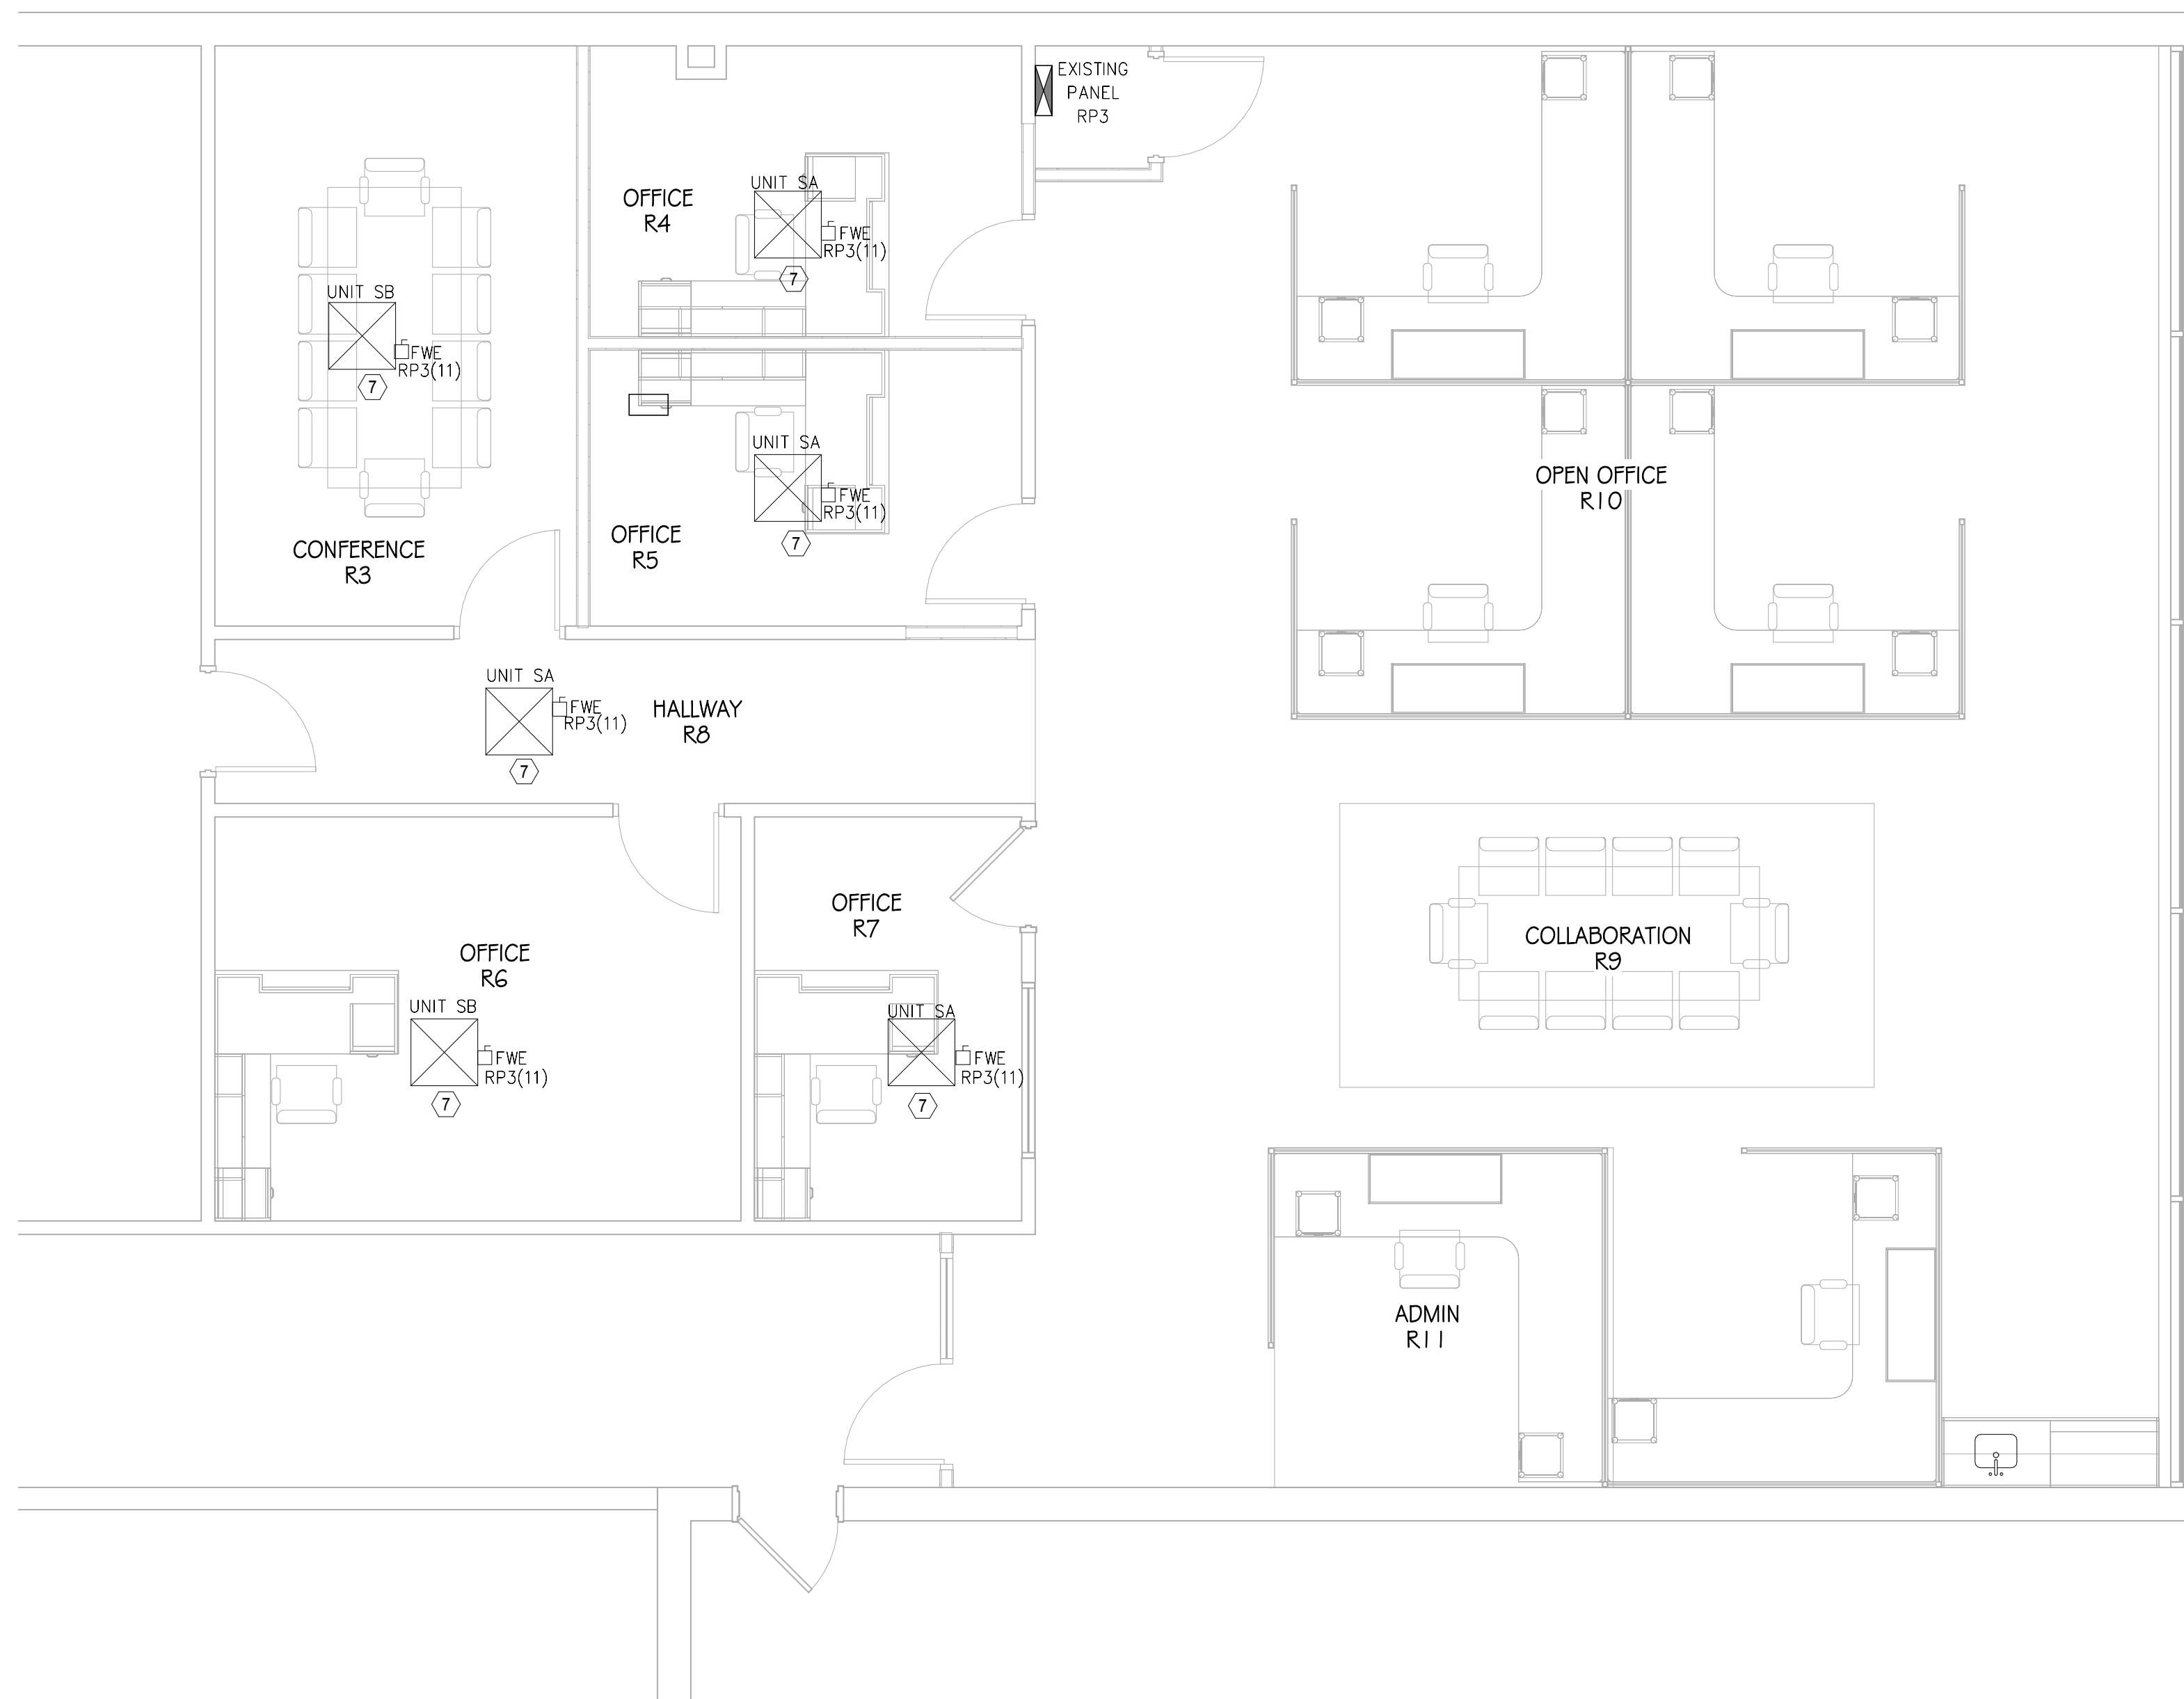 EXISTING
PANEL
RP3
OFFICE
R4
UNIT SA
FWE
RP3(11)
7
UNIT SB
FWE
RP3(11)
7
CONFERENCE
R3
UNIT SA
FWE
RP3(11)
7
OFFICE
R5
OPEN OFFICE
R10
UNIT SA
FWE
RP3(11)
7
HALLWAY
R8
OFFICE
R7
OFFICE
R6
UNIT SB
FWE
RP3(11)
7
UNIT SA
FWE
RP3(11)
7
COLLABORATION
R9
ADMIN
R11